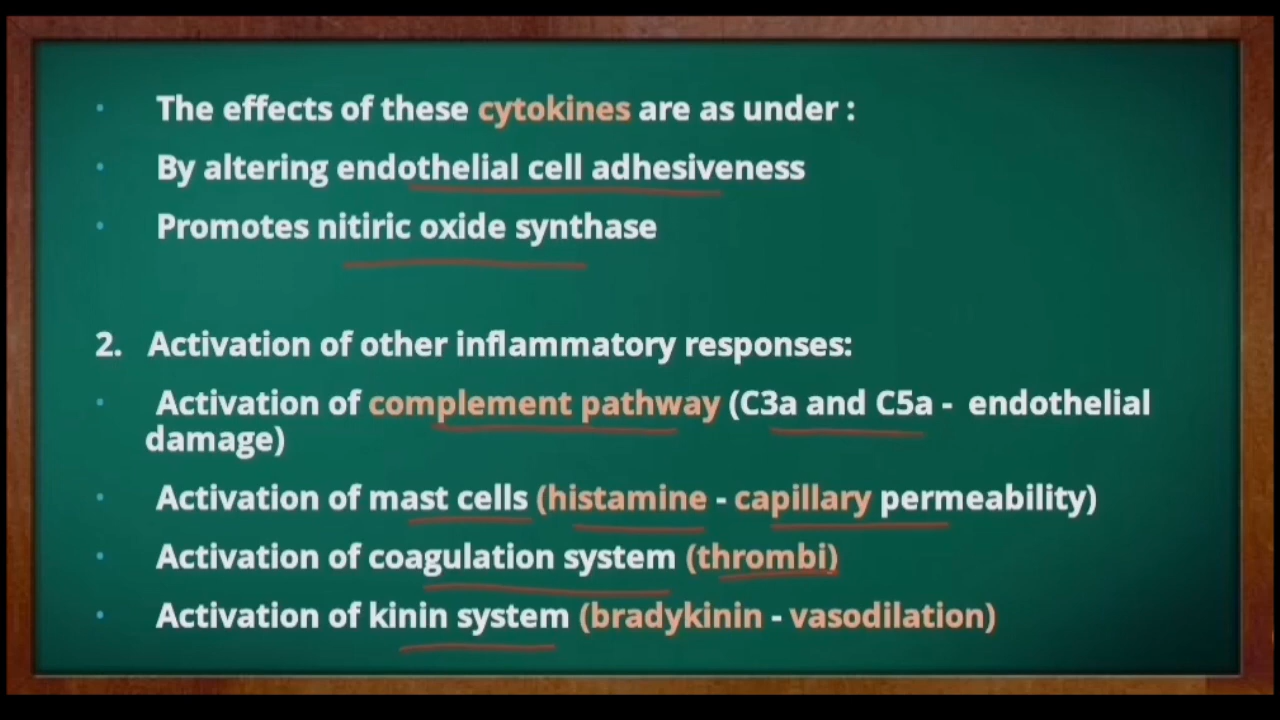 The effects of these cytokines are as under :
By altering endothelial cell adhesiveness
Promotes nitiric oxide synthase
2. Activation of other inflammatory responses:
Activation of complement pathway (C3a and C5a - endothelial
damage)
Activation of mast cells (histamine - capillary permeability)
Activation of coagulation system (thrombi)
Activation of kinin system (bradykinin - vasodilation)